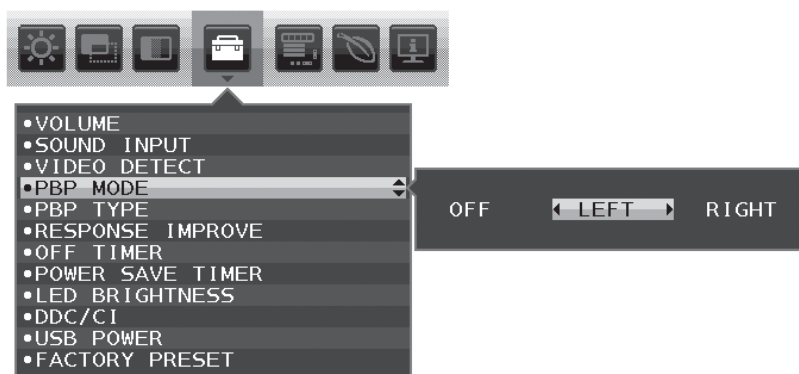 •VOLUME
•SOUND INPUT
•VIDEO DETECT
•PBP MODE
OFF LEFT RIGHT
•PBP TYPE
•RESPONSE IMPROVE
•OFF TIMER
•POWER SAVE TIMER
•LED BRIGHTNESS
•DDC/CI
•USB POWER
•FACTORY PRESET